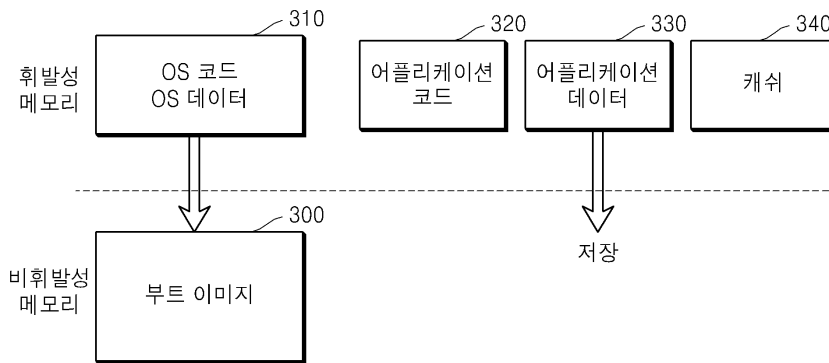 310
320
330
340
휘발성
메모리
OS 코드
OS 데이터
어플리케이션
코드
어플리케이션
데이터
캐쉬
300
저장
비휘발성
메모리
부트 이미지